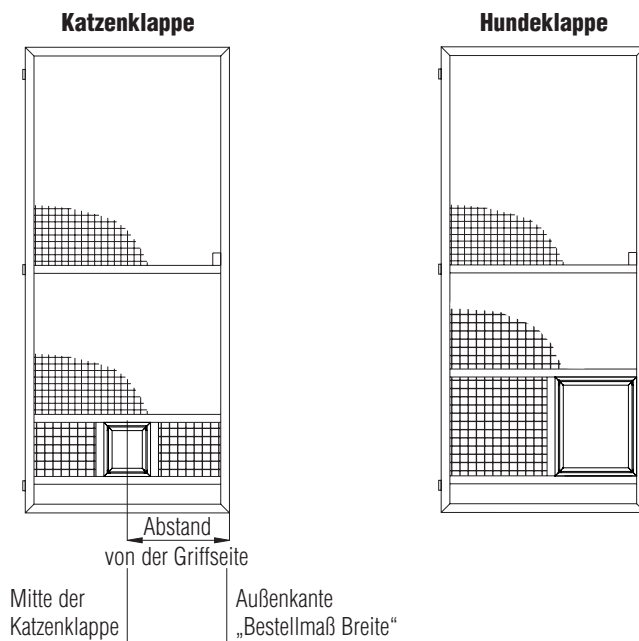 Katzenklappe
Hundeklappe
Abstand
von der Griffseite
Mitte der
Katzenklappe
Außenkante
„Bestellmaß Breite“